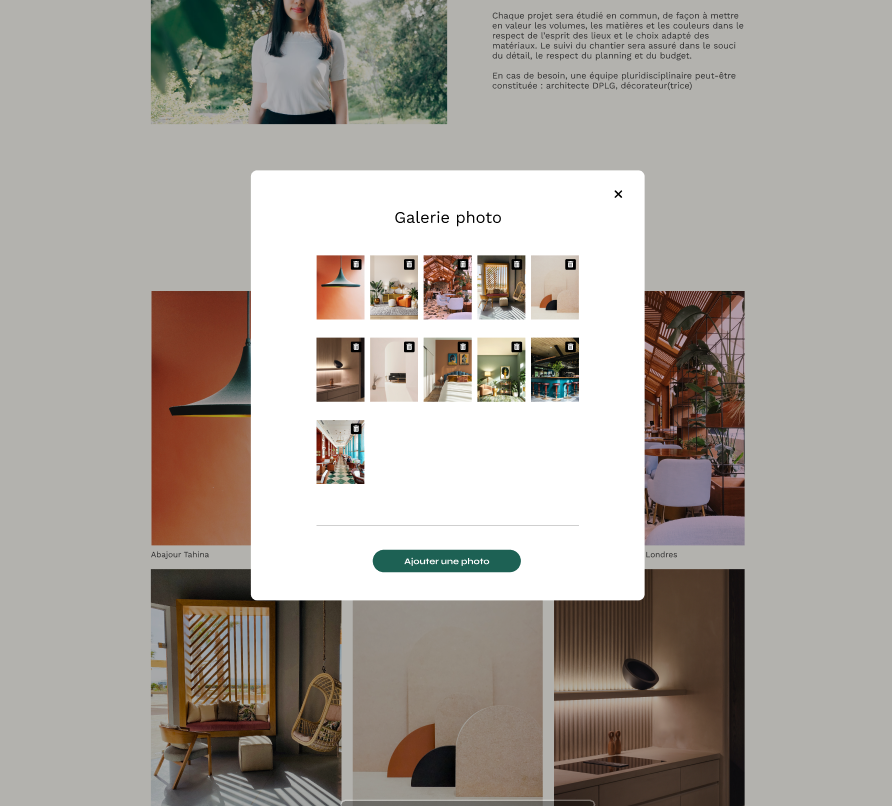 Chaque projet sera étudié en commun, de façon à mettre
en valeur les volumes, les matières et les couleurs dans le
respect de l'esprit des lieux et le choix adapté des
matériaux. Le suivi du chantier sera assuré dans le souci
du détail, le respect du planning et du budget.
En cas de besoin, une équipe pluridisciplinaire peut-être
constituée : architecte DPLG, décorateur(trice)
Galerie photo
Abajour Tahina
Londres
Ajouter une photo